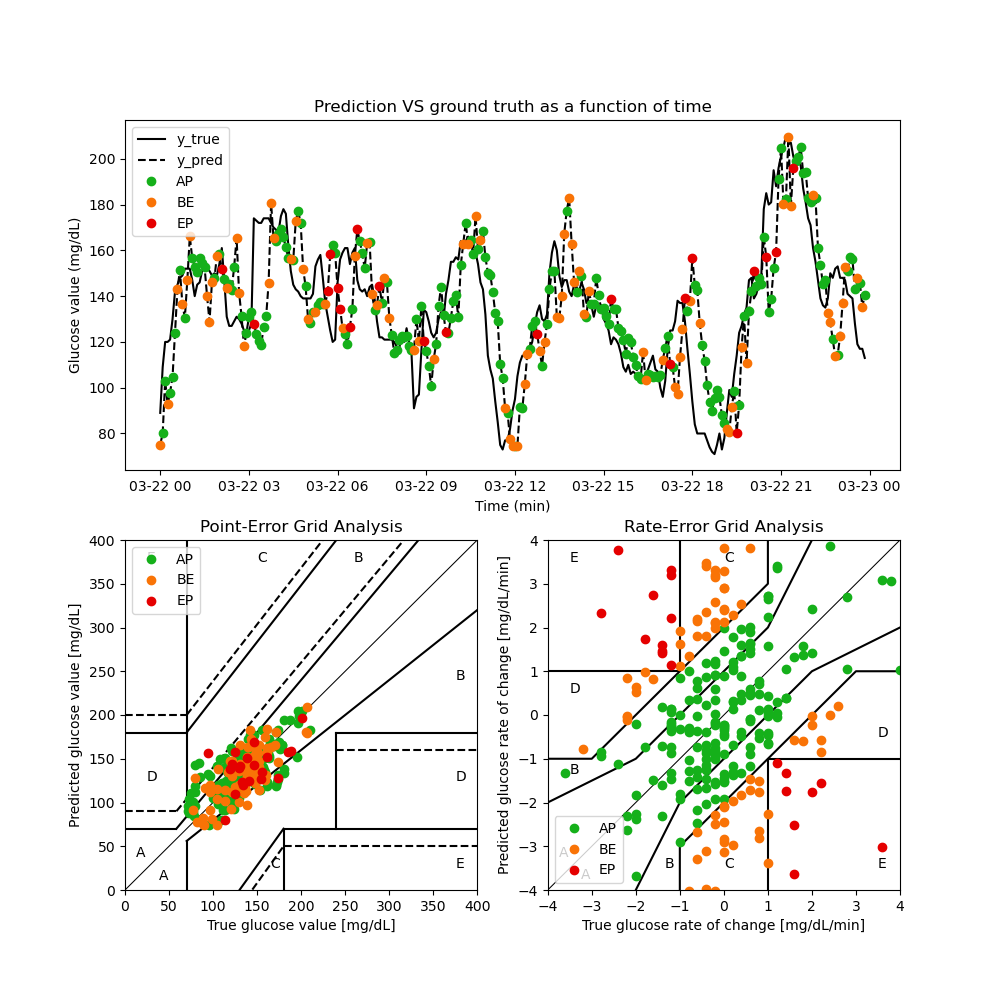 Prediction VS ground truth as a function of time
Glucose value (mg/dL)
200
180
160
140
120
100
80
y_true
y_pred
AP
BE
EP
03-22 00 03-22 03 03-22 06 03-22 09 03-22 12 03-22 15 03-22 18 03-22 21 03-23 00
Time (min)
Point-Error Grid Analysis
Predicted glucose value [mg/dL]
400
350
300
250
200
150
100
50
0
AP
BE
EP
C
B
B
D
D
A
A
C
E
0 50 100 150 200 250 300 350 400
True glucose value [mg/dL]
Rate-Error Grid Analysis
Predicted glucose rate of change [mg/dL/min]
4
3
2
1
0
−1
−2
−3
−4
E
C
D
D
B
A
A
B
C
E
AP
BE
EP
−4 −3 −2 −1 0 1 2 3 4
True glucose rate of change [mg/dL/min]